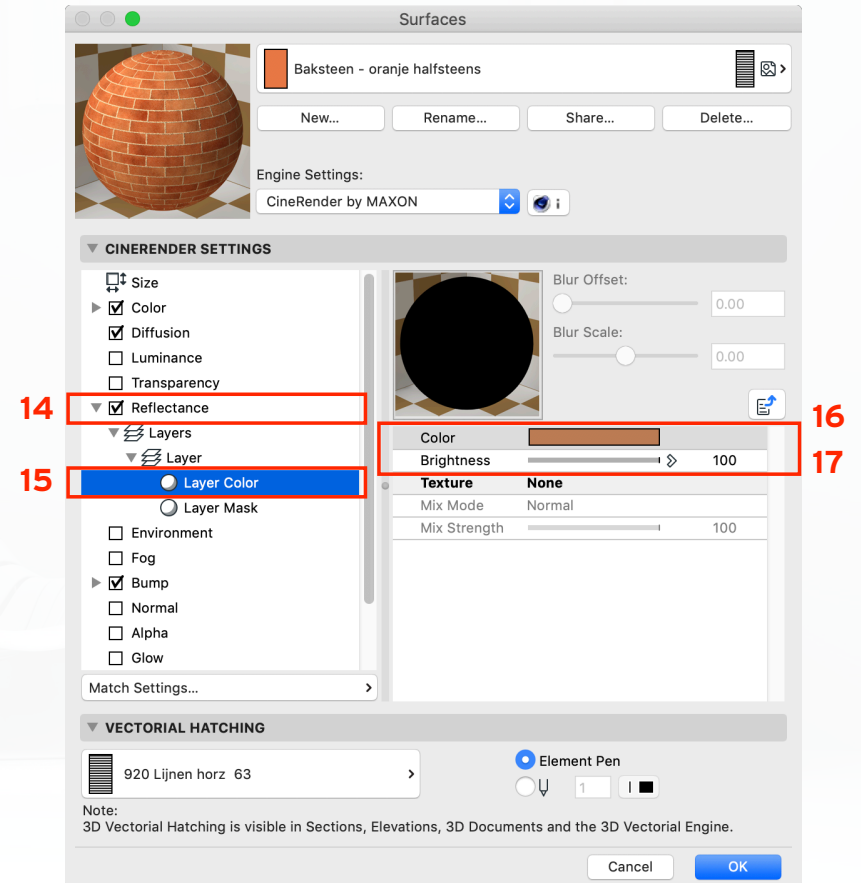 Surfaces
Baksteen - oranje halfsteens
New...
Rename...
Share...
Delete...
Engine Settings:
CineRender by MAXON
i
CINERENDER SETTINGS
Size
Color
Diffusion
Luminance
Transparency
14
Reflectance
Layers
Layer
15
Layer Color
Layer Mask
Environment
Fog
Bump
Normal
Alpha
Glow
Match Settings...
Blur Offset:
0.00
Blur Scale:
0.00
16
Color
17
Brightness 100
Texture None
Mix Mode Normal
Mix Strength 100
VECTORIAL HATCHING
920 Lijnen horz 63
Element Pen
1
Note:
3D Vectorial Hatching is visible in Sections, Elevations, 3D Documents and the 3D Vectorial Engine.
Cancel
OK